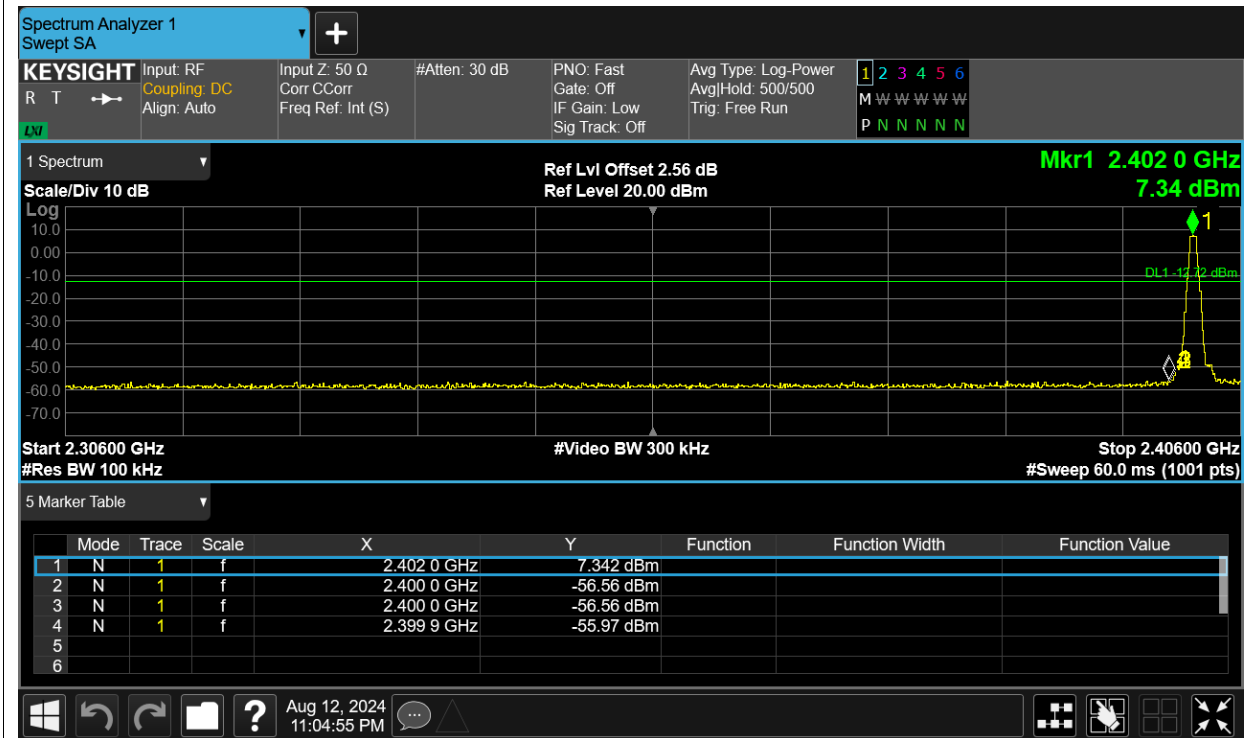 Spectrum Analyzer 1
Swept SA
KEYSIGHT
R T
LXI
Input: RF
Coupling: DC
Align: Auto
Input Z: 50 Ω
Corr CCorr
Freq Ref: Int (S)
#Atten: 30 dB
PNO: Fast
Gate: Off
IF Gain: Low
Sig Track: Off
Avg Type: Log-Power
Avg|Hold: 500/500
Trig: Free Run
1 2 3 4 5 6
M W W W W W
P N N N N N
1 Spectrum
Scale/Div 10 dB
Ref Lvl Offset 2.56 dB
Ref Level 20.00 dBm
Mkr1 2.402 0 GHz
7.34 dBm
Log
10.0
0.00
-10.0
-20.0
-30.0
-40.0
-50.0
-60.0
-70.0
1
DL1 -12.72 dBm
Start 2.30600 GHz
#Res BW 100 kHz
#Video BW 300 kHz
Stop 2.40600 GHz
#Sweep 60.0 ms (1001 pts)
5 Marker Table
Mode Trace Scale X Y Function Function Width Function Value
1 N 1 f 2.402 0 GHz 7.342 dBm
2 N 1 f 2.400 0 GHz -56.56 dBm
3 N 1 f 2.400 0 GHz -56.56 dBm
4 N 1 f 2.399 9 GHz -55.97 dBm
5
6
?
Aug 12, 2024
11:04:55 PM